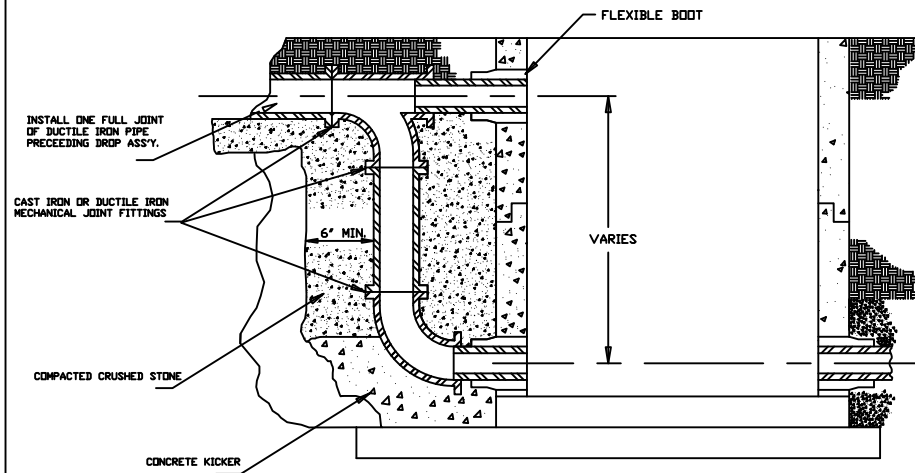 FLEXIBLE BOOT
INSTALL ONE FULL JOINT
OF DUCTILE IRON PIPE
PRECEEDING DROP ASS'Y.
CAST IRON OR DUCTILE IRON
MECHANICAL JOINT FITTINGS
6" MIN.
VARIES
COMPACTED CRUSHED STONE
CONCRETE KICKER